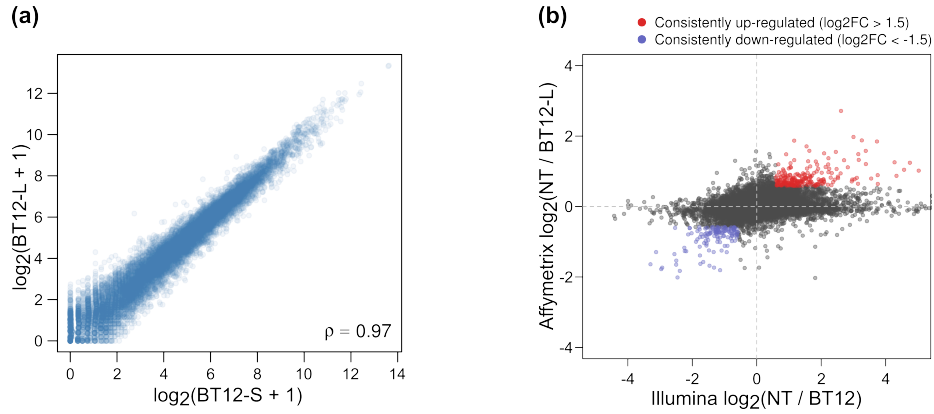 (a)
log2(BT12-L + 1)
12
10
8
6
4
2
0
ρ = 0.97
0 2 4 6 8 10 12 14
log2(BT12-S + 1)
(b)
Consistently up-regulated (log2FC > 1.5)
Consistently down-regulated (log2FC < -1.5)
Affymetrix log2(NT / BT12-L)
4
2
0
-2
-4
-4 -2 0 2 4
Illumina log2(NT / BT12)